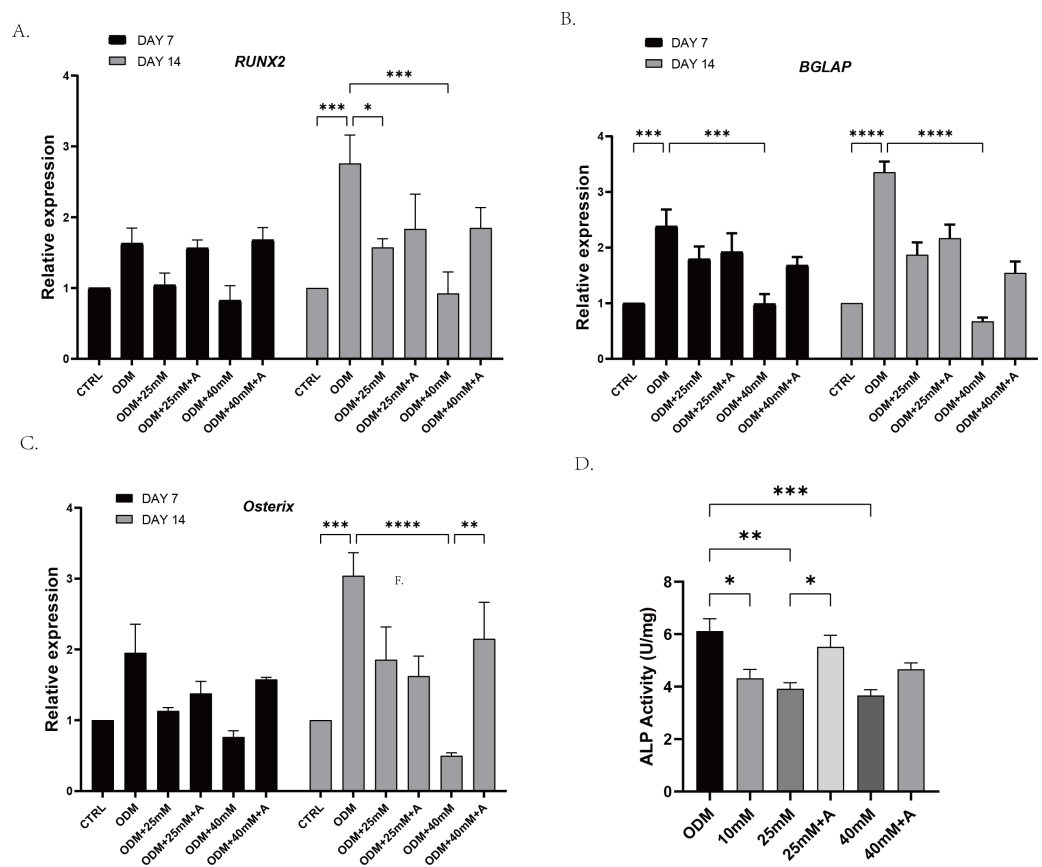 A.
DAY 7
DAY 14
RUNX2
Relative expression
4
3
2
1
0
*** * ***
CTRL ODM ODM+25mM ODM+25mM+A ODM+40mM ODM+40mM+A CTRL ODM ODM+25mM ODM+25mM+A ODM+40mM ODM+40mM+A
B.
DAY 7
DAY 14
BGLAP
Relative expression
4
3
2
1
0
*** *** **** ****
CTRL ODM ODM+25mM ODM+25mM+A ODM+40mM ODM+40mM+A CTRL ODM ODM+25mM ODM+25mM+A ODM+40mM ODM+40mM+A
C.
DAY 7
DAY 14
Osterix
Relative expression
4
3
2
1
0
*** **** **
F.
CTRL ODM ODM+25mM ODM+25mM+A ODM+40mM ODM+40mM+A CTRL ODM ODM+25mM ODM+25mM+A ODM+40mM ODM+40mM+A
D.
***
**
* *
ALP Activity (U/mg)
8
6
4
2
0
ODM 10mM 25mM 25mM+A 40mM 40mM+A